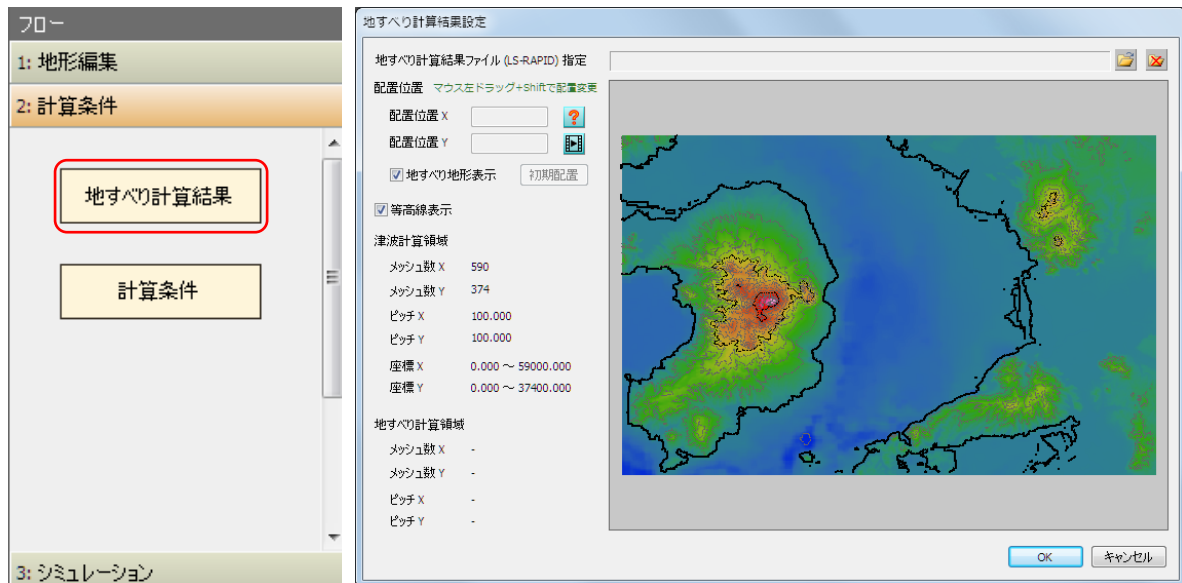 フロー
1: 地形編集
2: 計算条件
地すべり計算結果
計算条件
3: シミュレーション
地すべり計算結果設定
地すべり計算結果ファイル (LS-RAPID) 指定
配置位置 マウス左ドラッグ+Shiftで配置変更
配置位置 X
配置位置 Y
地すべり地形表示 初期配置
等高線表示
津波計算領域
メッシュ数 X 590
メッシュ数 Y 374
ピッチ X 100.000
ピッチ Y 100.000
座標 X 0.000 ～ 59000.000
座標 Y 0.000 ～ 37400.000
地すべり計算領域
メッシュ数 X -
メッシュ数 Y -
ピッチ X -
ピッチ Y -
OK キャンセル